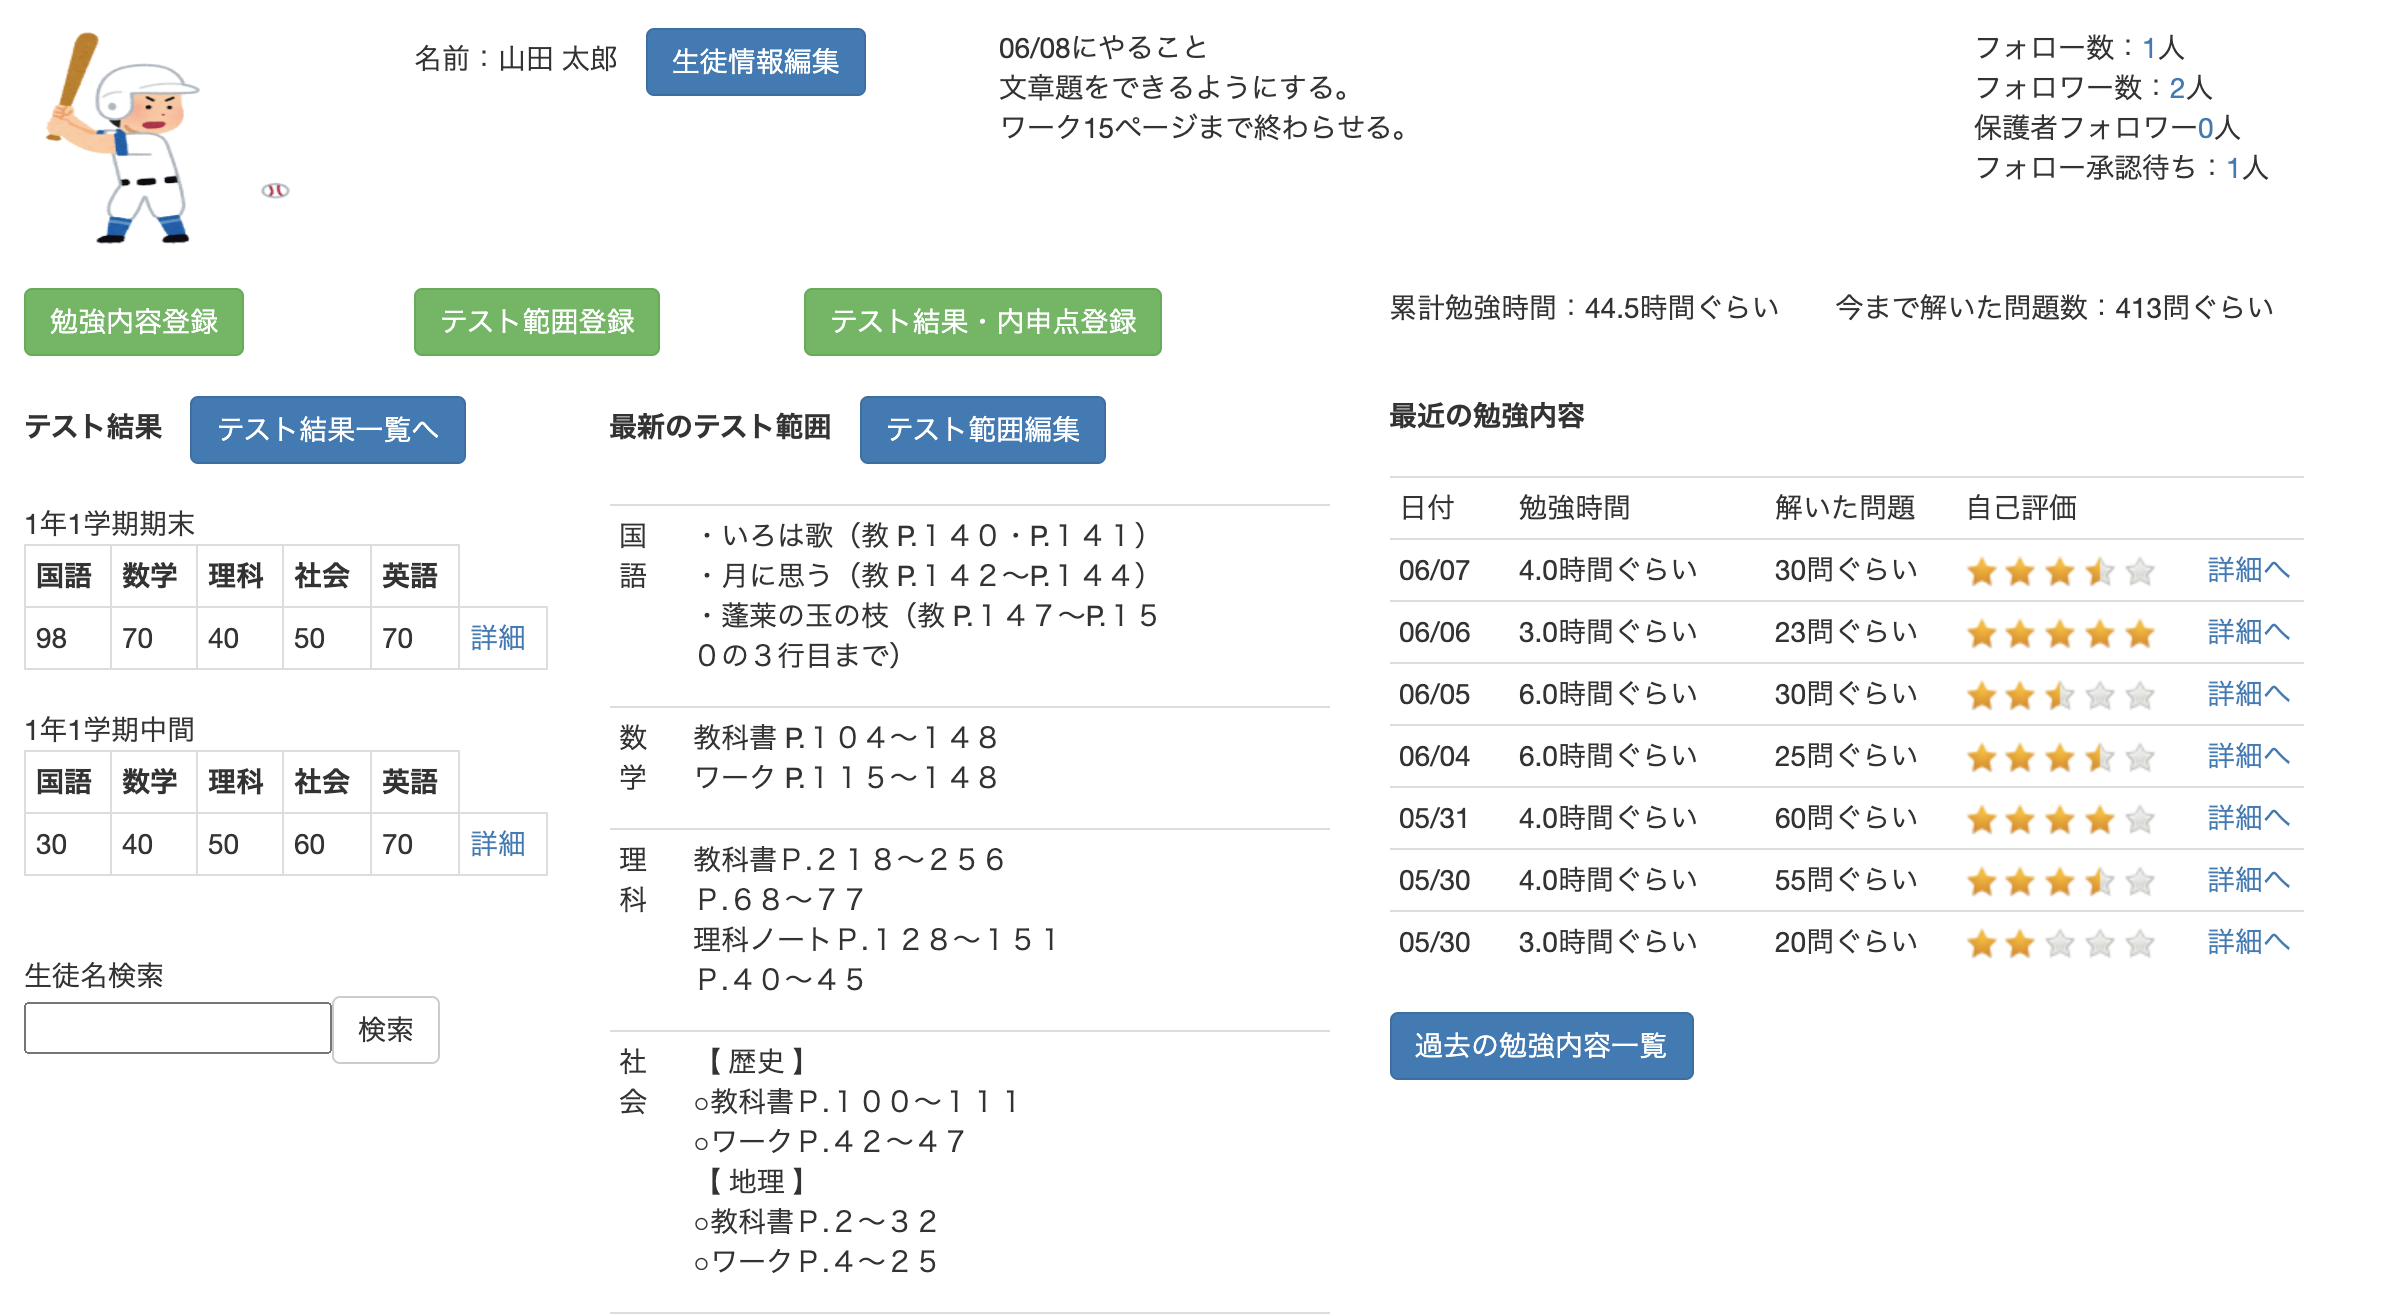 名前：山田 太郎
生徒情報編集
06/08にやること
文章題をできるようにする。
ワーク15ページまで終わらせる。
フォロー数：1人
フォロワー数：2人
保護者フォロワー0人
フォロー承認待ち：1人
勉強内容登録
テスト範囲登録
テスト結果・内申点登録
累計勉強時間：44.5時間ぐらい
今まで解いた問題数：413問ぐらい
テスト結果
テスト結果一覧へ
1年1学期期末
国語 数学 理科 社会 英語
98 70 40 50 70 詳細
1年1学期中間
国語 数学 理科 社会 英語
30 40 50 60 70 詳細
生徒名検索
検索
最新のテスト範囲
テスト範囲編集
国語
・いろは歌（教 P.１４０・P.１４１）
・月に思う（教 P.１４２～P.１４４）
・蓬莱の玉の枝（教 P.１４７～P.１５
０の３行目まで）
数学
教科書 P.１０４～１４８
ワーク P.１１５～１４８
理科
教科書Ｐ.２１８～２５６
Ｐ.６８～７７
理科ノートＰ.１２８～１５１
Ｐ.４０～４５
社会
【 歴史 】
○教科書Ｐ.１００～１１１
○ワークＰ.４２～４７
【 地理 】
○教科書Ｐ.２～３２
○ワークＰ.４～２５
最近の勉強内容
日付 勉強時間 解いた問題 自己評価
06/07 4.0時間ぐらい 30問ぐらい 詳細へ
06/06 3.0時間ぐらい 23問ぐらい 詳細へ
06/05 6.0時間ぐらい 30問ぐらい 詳細へ
06/04 6.0時間ぐらい 25問ぐらい 詳細へ
05/31 4.0時間ぐらい 60問ぐらい 詳細へ
05/30 4.0時間ぐらい 55問ぐらい 詳細へ
05/30 3.0時間ぐらい 20問ぐらい 詳細へ
過去の勉強内容一覧